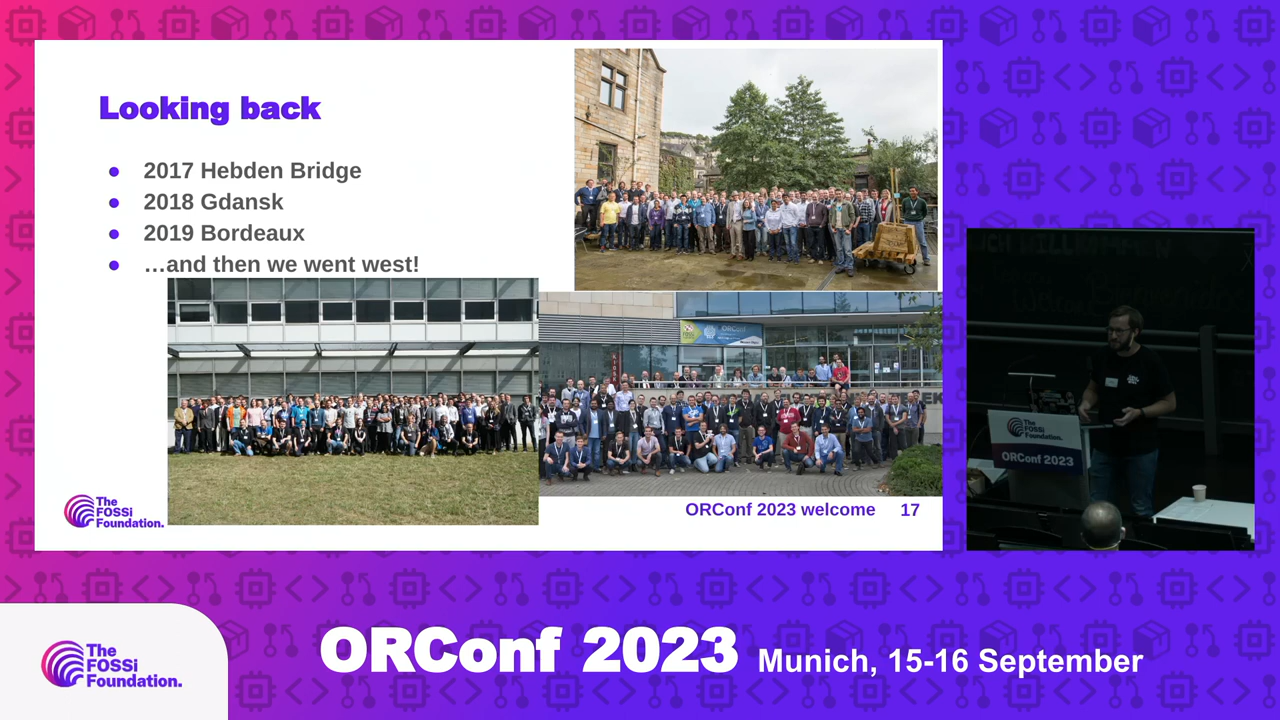 Looking back
● 2017 Hebden Bridge
● 2018 Gdansk
● 2019 Bordeaux
● …and then we went west!
ORConf
The
FOSSi
Foundation.
ORConf 2023 welcome 17
The
FOSSi
Foundation.
ORConf 2023
The
FOSSi
Foundation.
ORConf 2023 Munich, 15-16 September